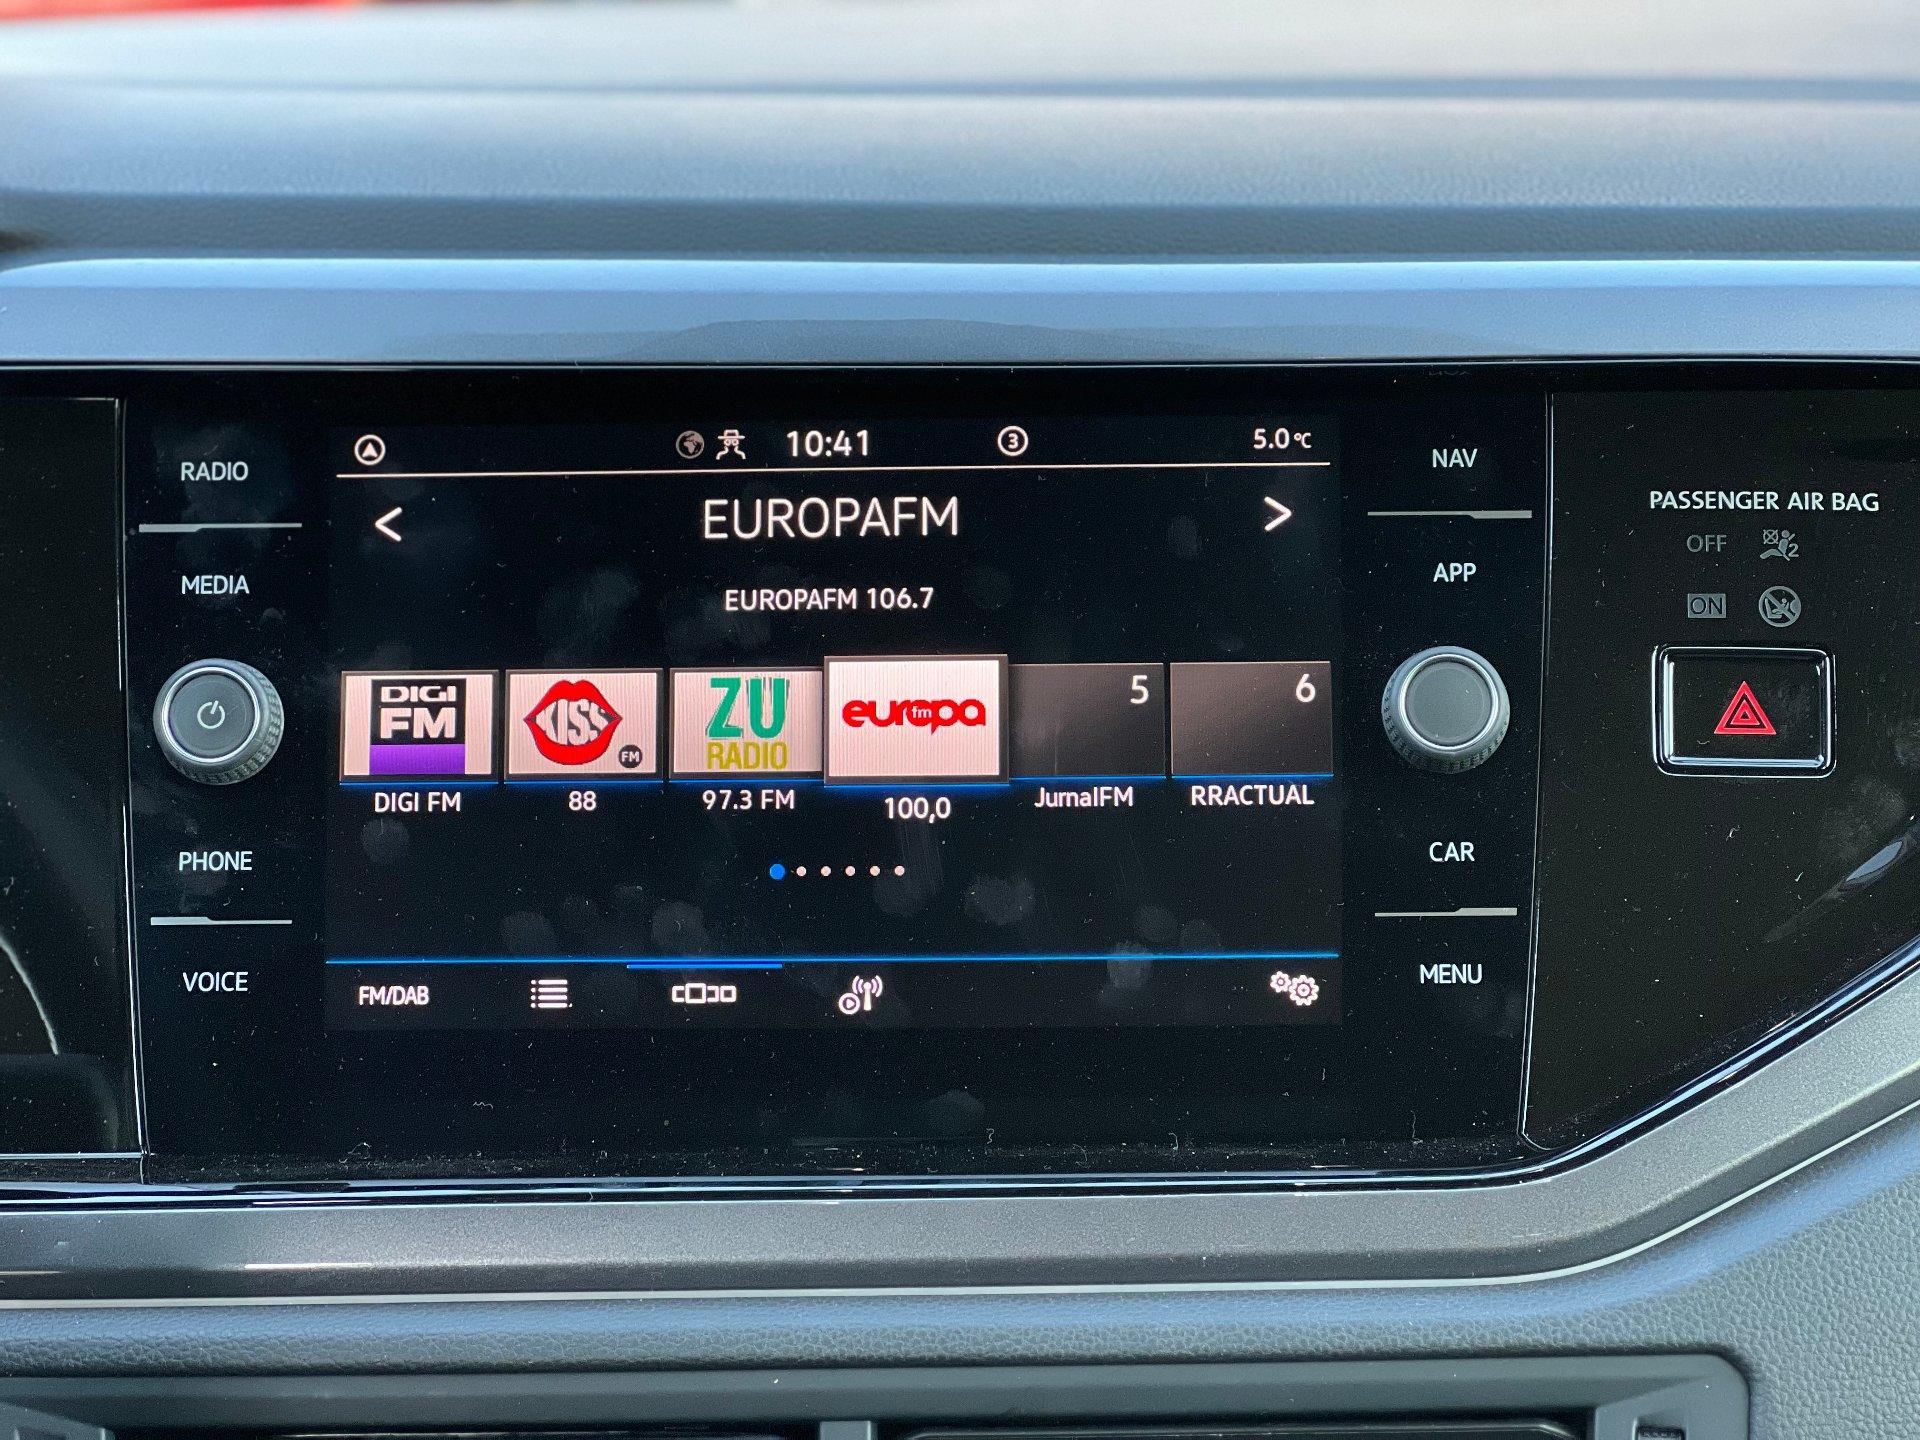 RADIO
MEDIA
PHONE
VOICE
10:41
3
5.0°C
< EUROPAFM >
EUROPAFM 106.7
DIGI
FM
KISS
FM
ZU
RADIO
europa
fm
5
6
DIGI FM
88
97.3 FM
100,0
JurnalFM
RRACTUAL
FM/DAB
NAV
APP
CAR
MENU
PASSENGER AIR BAG
OFF
2
ON